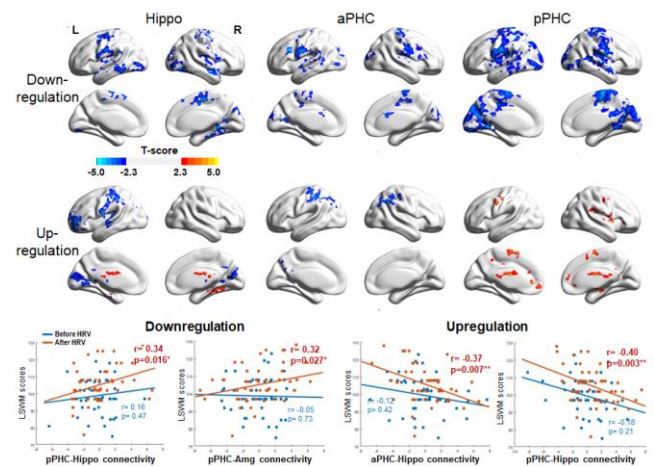 Hippo aPHC pPHC
L R
Down-
regulation
T-score
-5.0 -2.3 2.3 5.0
Up-
regulation
Downregulation Upregulation
Before HRV
After HRV
r= 0.34
p=0.016*
r= 0.16
p= 0.47
LSWM scores
pPHC-Hippo connectivity
r= 0.32
p=0.027*
r= -0.05
p= 0.73
LSWM scores
pPHC-Amg connectivity
r= -0.37
p=0.007**
r= -0.12
p= 0.42
LSWM scores
aPHC-Hippo connectivity
r= -0.40
p=0.003**
r= -0.18
p= 0.21
LSWM scores
pPHC-Hippo connectivity